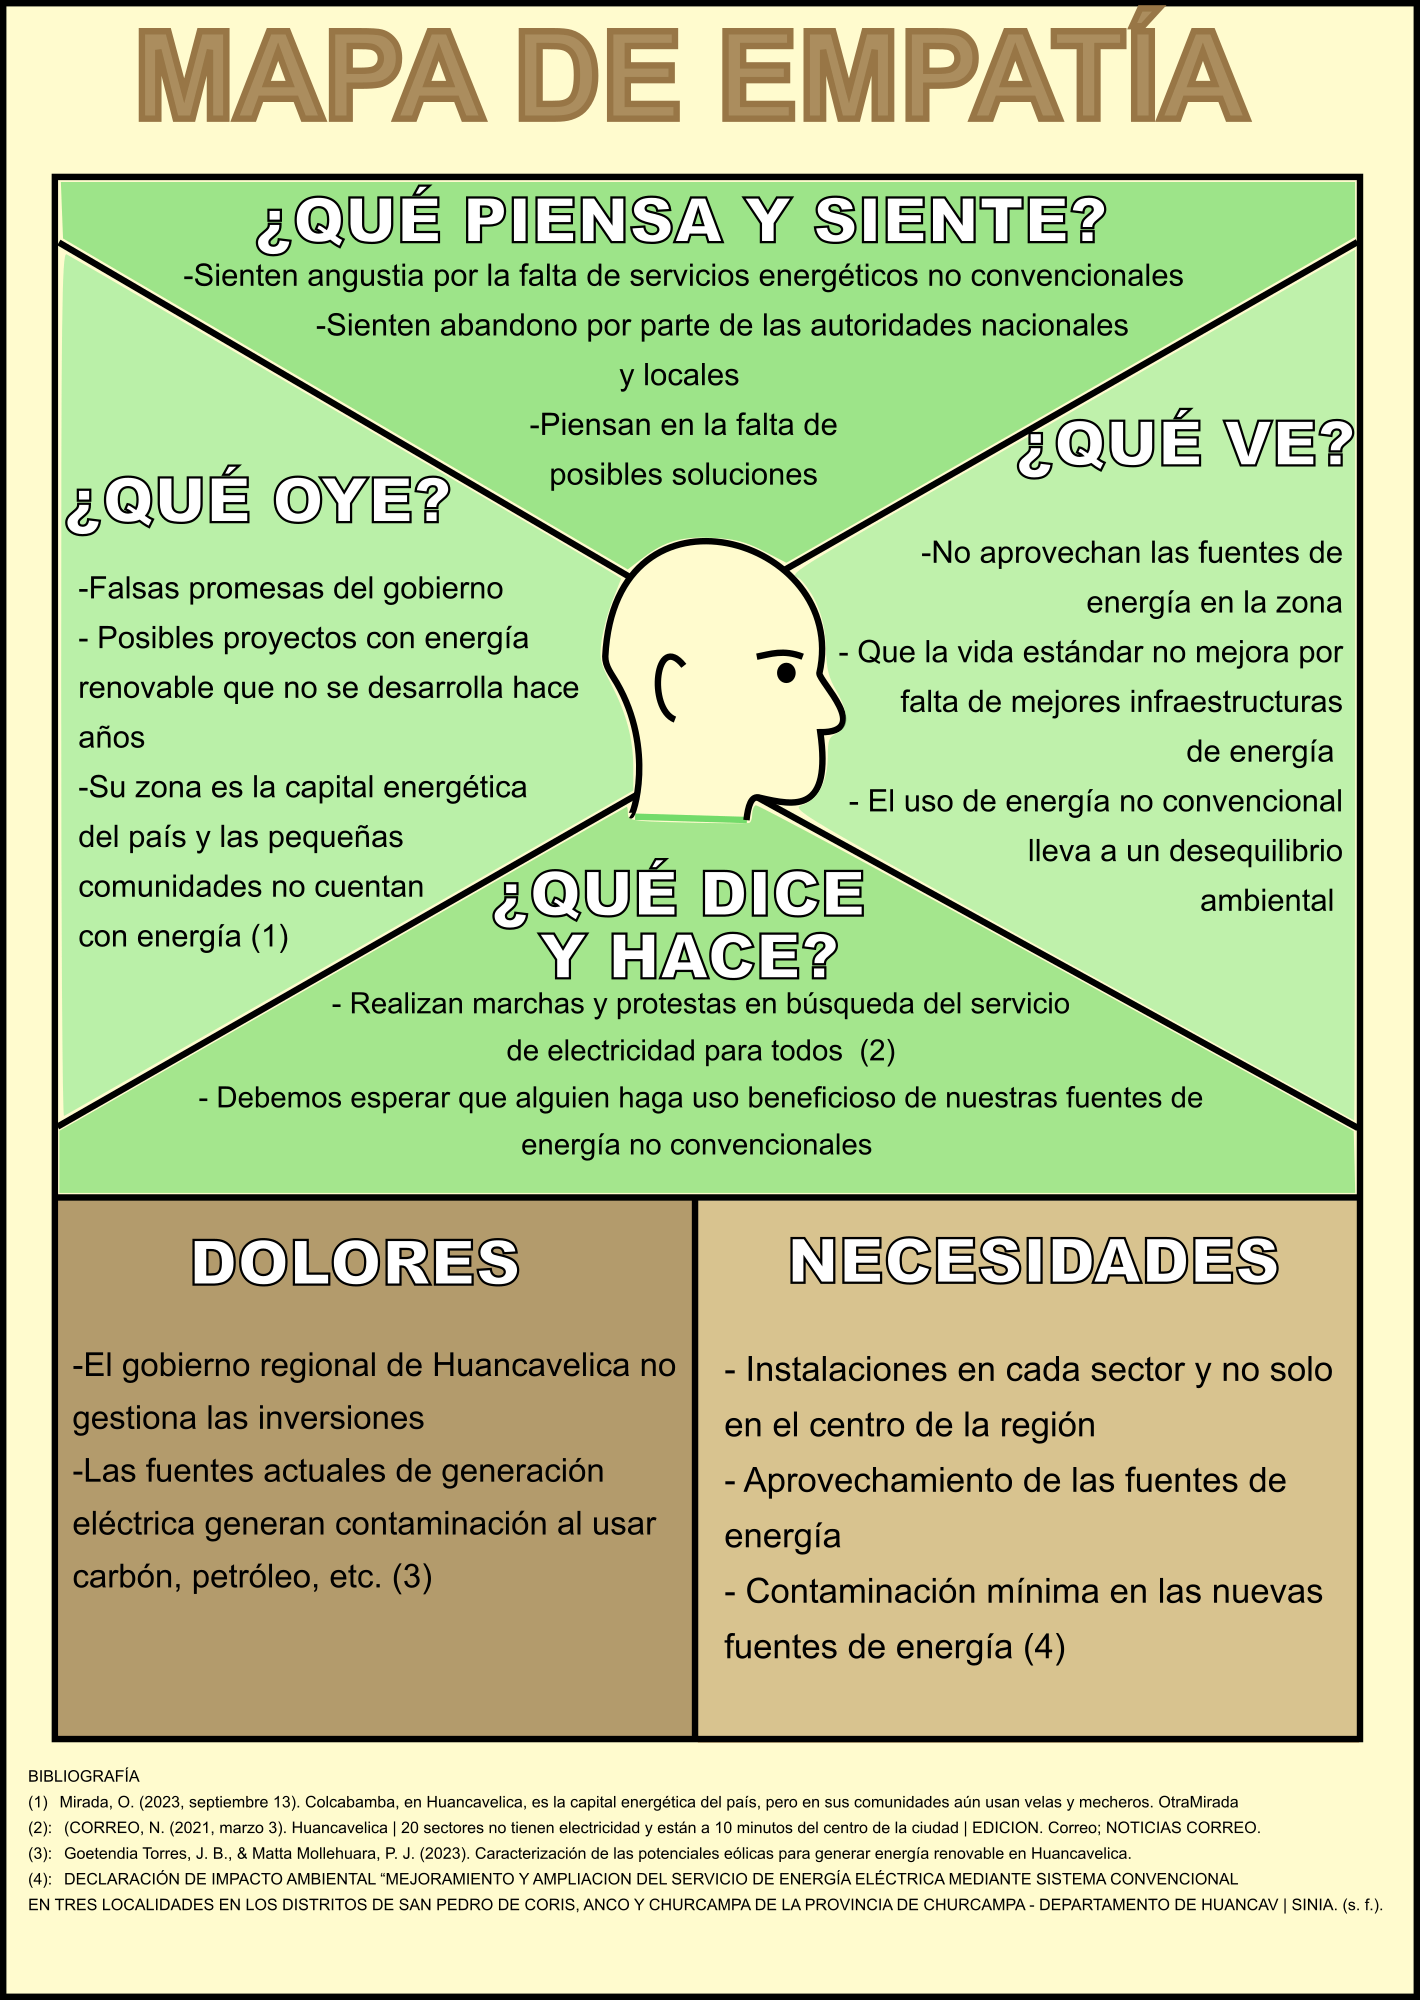 MAPA DE EMPATÍA
¿QUÉ PIENSA Y SIENTE?
-Sienten angustia por la falta de servicios energéticos no convencionales
-Sienten abandono por parte de las autoridades nacionales
y locales
-Piensan en la falta de
posibles soluciones
¿QUÉ OYE?
-Falsas promesas del gobierno
- Posibles proyectos con energía
renovable que no se desarrolla hace
años
-Su zona es la capital energética
del país y las pequeñas
comunidades no cuentan
con energía (1)
¿QUÉ VE?
-No aprovechan las fuentes de
energía en la zona
- Que la vida estándar no mejora por
falta de mejores infraestructuras
de energía
- El uso de energía no convencional
lleva a un desequilibrio
ambiental
¿QUÉ DICE
Y HACE?
- Realizan marchas y protestas en búsqueda del servicio
de electricidad para todos  (2)
- Debemos esperar que alguien haga uso beneficioso de nuestras fuentes de
energía no convencionales
DOLORES
-El gobierno regional de Huancavelica no
gestiona las inversiones
-Las fuentes actuales de generación
eléctrica generan contaminación al usar
carbón, petróleo, etc. (3)
NECESIDADES
- Instalaciones en cada sector y no solo
en el centro de la región
- Aprovechamiento de las fuentes de
energía
- Contaminación mínima en las nuevas
fuentes de energía (4)
BIBLIOGRAFÍA
(1)  Mirada, O. (2023, septiembre 13). Colcabamba, en Huancavelica, es la capital energética del país, pero en sus comunidades aún usan velas y mecheros. OtraMirada
(2):  (CORREO, N. (2021, marzo 3). Huancavelica | 20 sectores no tienen electricidad y están a 10 minutos del centro de la ciudad | EDICION. Correo; NOTICIAS CORREO.
(3):  Goetendia Torres, J. B., & Matta Mollehuara, P. J. (2023). Caracterización de las potenciales eólicas para generar energía renovable en Huancavelica.
(4):  DECLARACIÓN DE IMPACTO AMBIENTAL “MEJORAMIENTO Y AMPLIACION DEL SERVICIO DE ENERGÍA ELÉCTRICA MEDIANTE SISTEMA CONVENCIONAL
EN TRES LOCALIDADES EN LOS DISTRITOS DE SAN PEDRO DE CORIS, ANCO Y CHURCAMPA DE LA PROVINCIA DE CHURCAMPA - DEPARTAMENTO DE HUANCAV | SINIA. (s. f.).